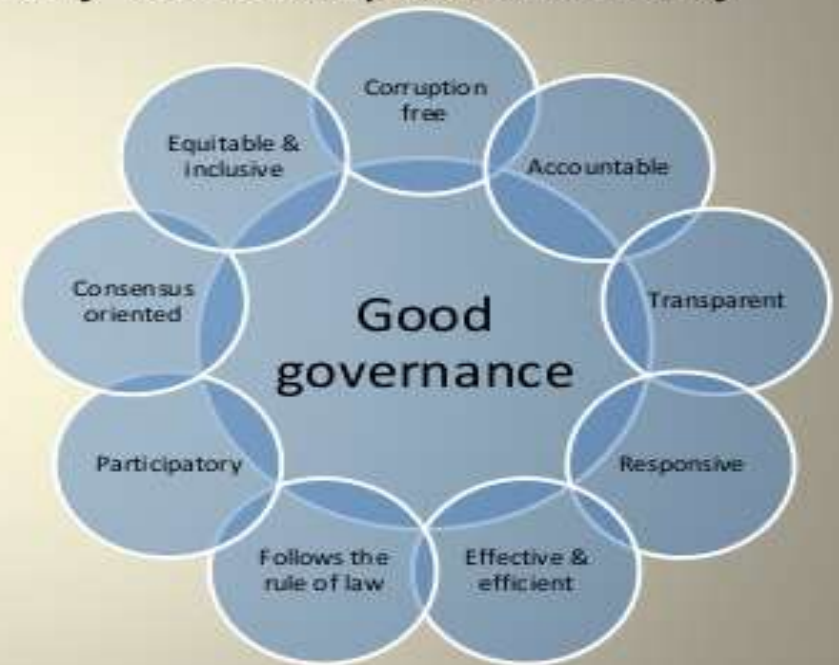 Corruption
free
Accountable
Transparent
Responsive
Effective &
efficient
Follows the
rule of law
Participatory
Consensus
oriented
Equitable &
inclusive
Good
governance